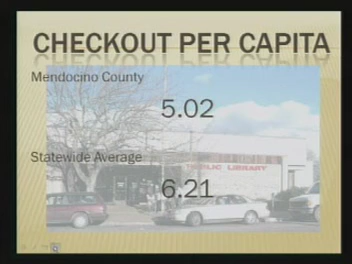 CHECKOUT PER CAPITA
Mendocino County
5.02
Statewide Average
6.21
PUBLIC LIBRARY